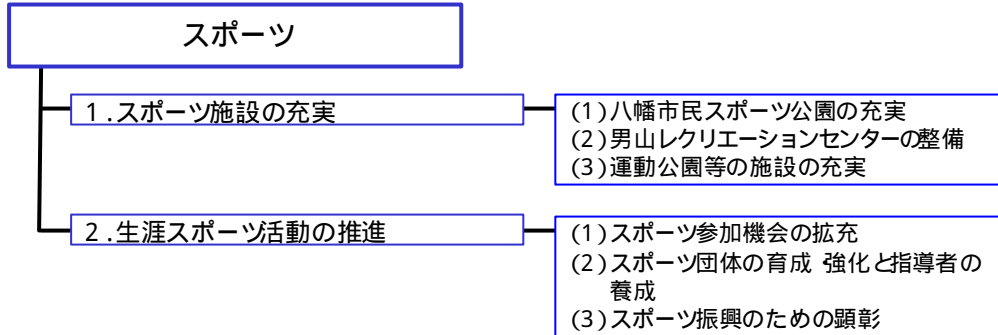 スポーツ
1.スポーツ施設の充実
(1)八幡市民スポーツ公園の充実
(2)男山レクリエーションセンターの整備
(3)運動公園等の施設の充実
2.生涯スポーツ活動の推進
(1)スポーツ参加機会の拡充
(2)スポーツ団体の育成 強化と指導者の
養成
(3)スポーツ振興のための顕彰